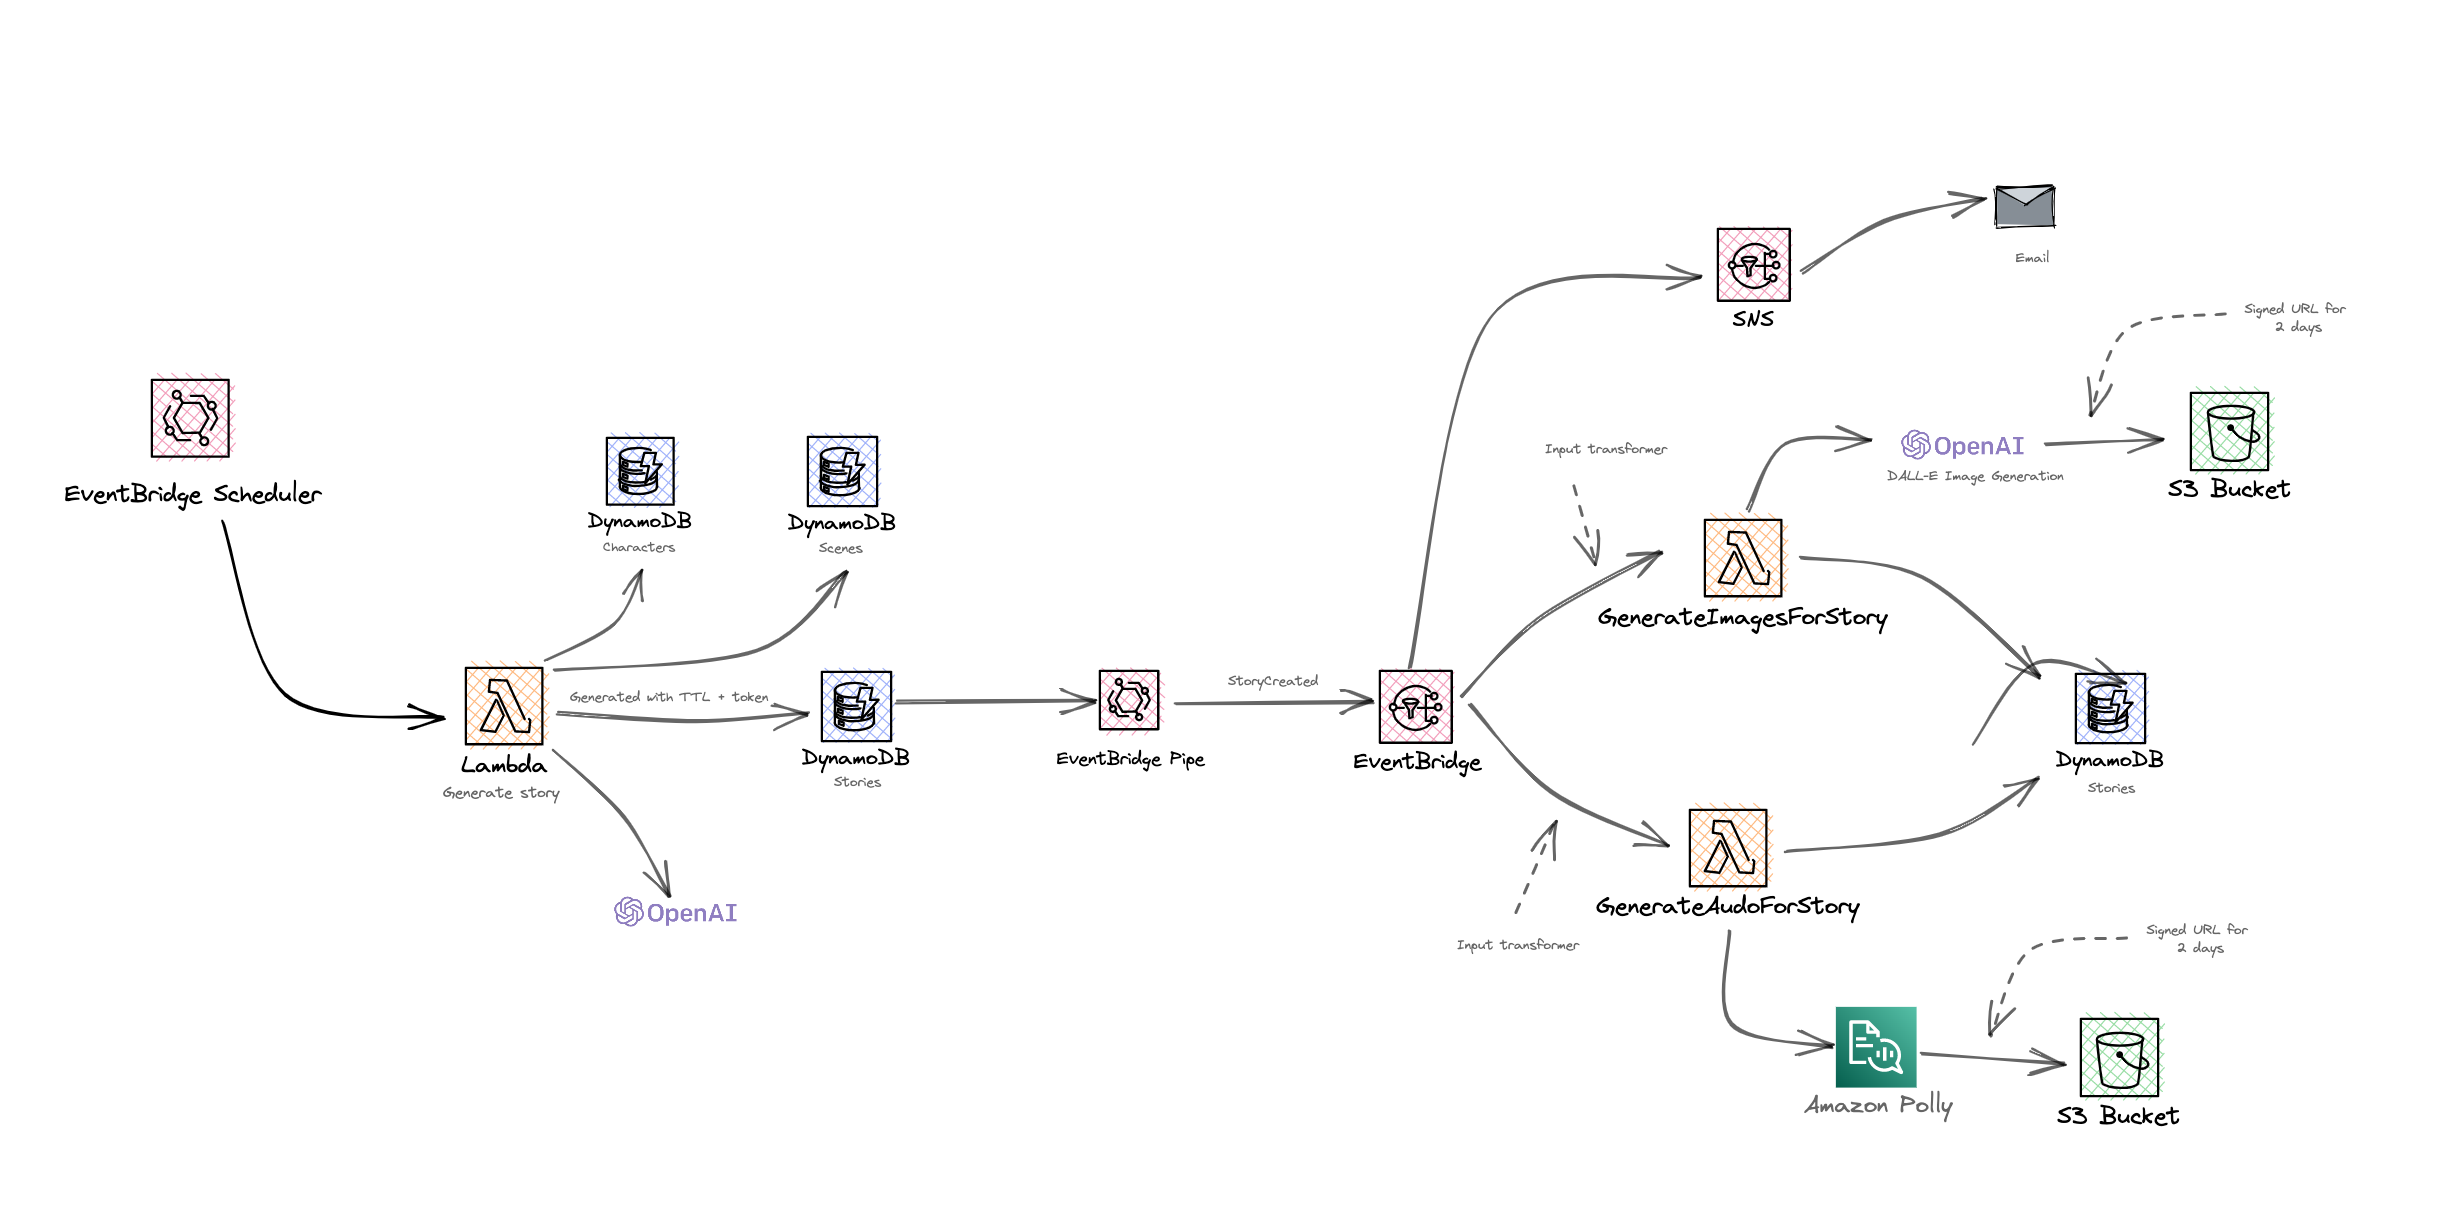 EventBridge Scheduler
DynamoDB
Characters
DynamoDB
Scenes
Lambda
Generate story
Generated with TTL + token
OpenAI
DynamoDB
Stories
EventBridge Pipe
StoryCreated
EventBridge
SNS
Email
Input transformer
GenerateImagesForStory
OpenAI
DALL-E Image Generation
Signed URL for
2 days
S3 Bucket
DynamoDB
Stories
Input transformer
GenerateAudoForStory
Amazon Polly
Signed URL for
2 days
S3 Bucket